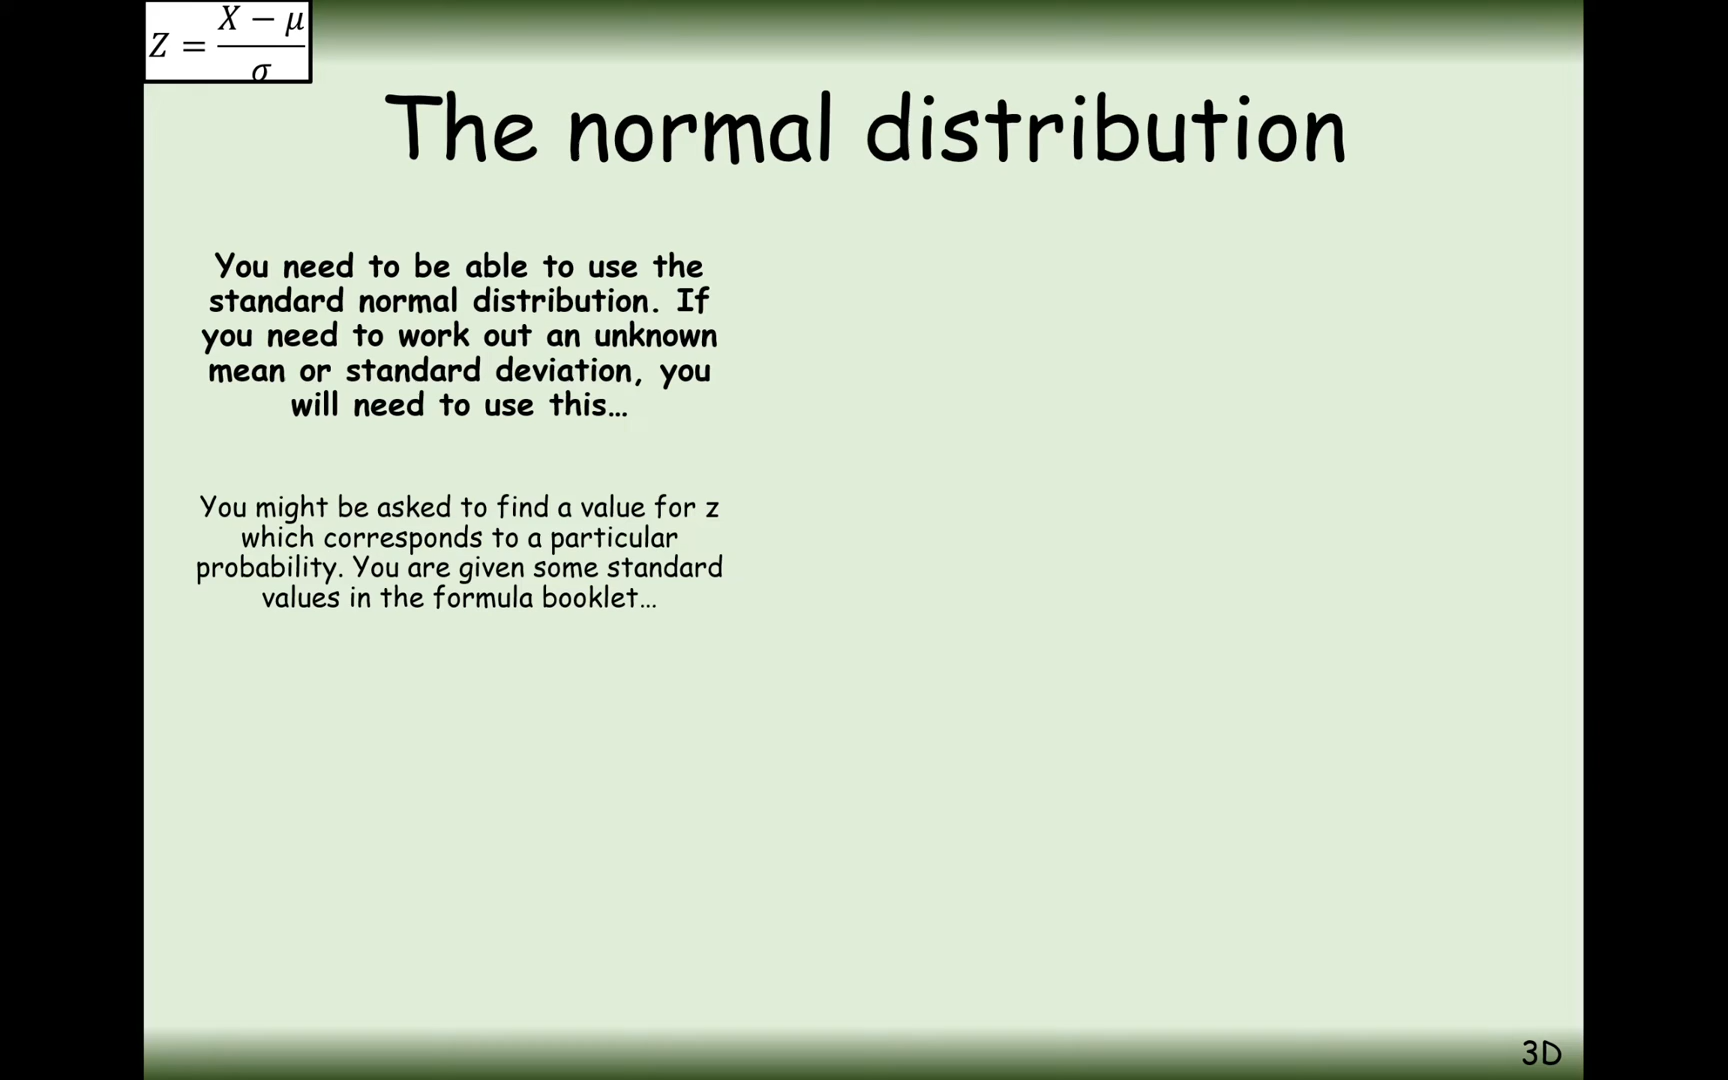 Z = X − μ / σ
The normal distribution
You need to be able to use the
standard normal distribution. If
you need to work out an unknown
mean or standard deviation, you
will need to use this…
You might be asked to find a value for z
which corresponds to a particular
probability. You are given some standard
values in the formula booklet…
3D